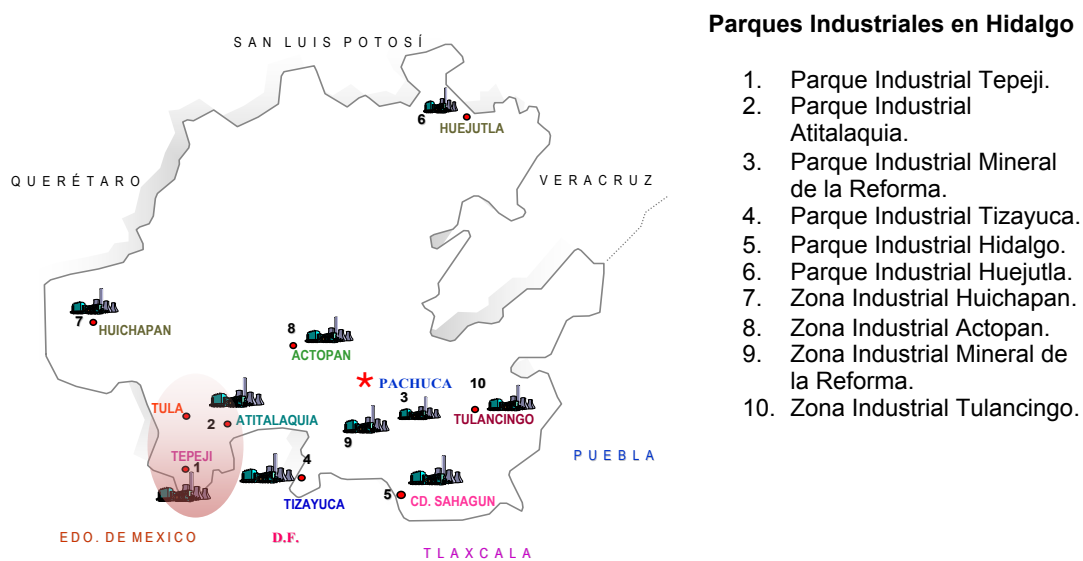 SAN LUIS POTOSÍ
6
HUEJUTLA
QUERÉTARO
VERACRUZ
7
HUICHAPAN
8
ACTOPAN
PACHUCA
10
3
TULA
2
ATITALAQUIA
TULANCINGO
9
TEPEJI
1
4
PUEBLA
TIZAYUCA
5
CD. SAHAGUN
EDO. DE MEXICO
D.F.
TLAXCALA
Parques Industriales en Hidalgo
1. Parque Industrial Tepeji.
2. Parque Industrial
Atitalaquia.
3. Parque Industrial Mineral
de la Reforma.
4. Parque Industrial Tizayuca.
5. Parque Industrial Hidalgo.
6. Parque Industrial Huejutla.
7. Zona Industrial Huichapan.
8. Zona Industrial Actopan.
9. Zona Industrial Mineral de
la Reforma.
10. Zona Industrial Tulancingo.